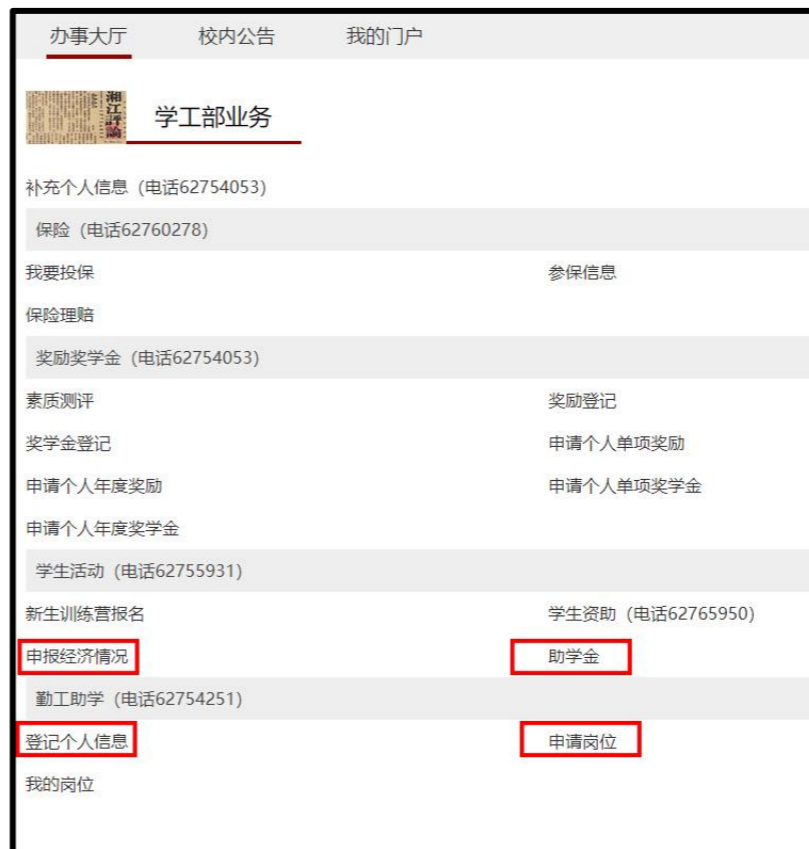 办事大厅 校内公告 我的门户
湘江評論
学工部业务
补充个人信息 (电话62754053)
保险 (电话62760278)
我要投保 参保信息
保险理赔
奖励奖学金 (电话62754053)
素质测评 奖励登记
奖学金登记 申请个人单项奖励
申请个人年度奖励 申请个人单项奖学金
申请个人年度奖学金
学生活动 (电话62755931)
新生训练营报名 学生资助 (电话62765950)
申报经济情况 助学金
勤工助学 (电话62754251)
登记个人信息 申请岗位
我的岗位